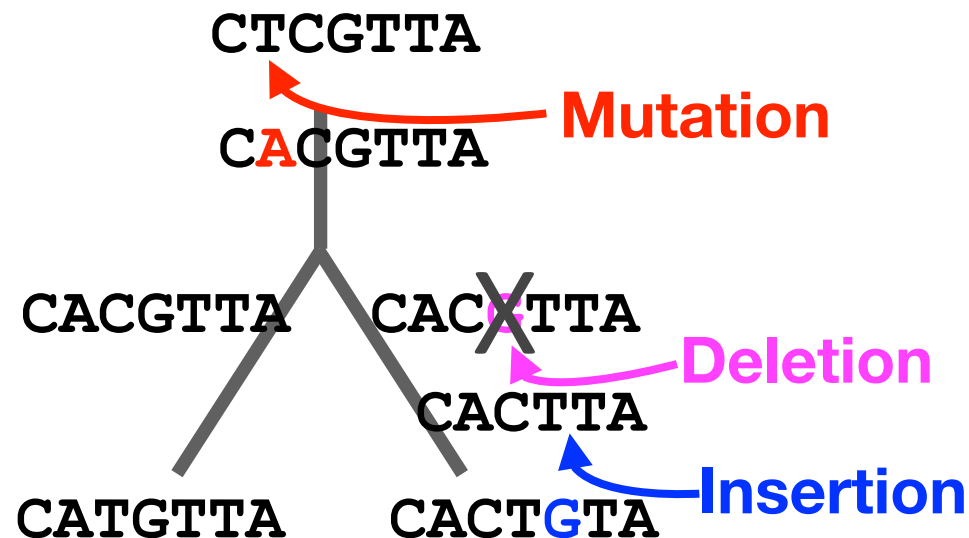 CTCGTTA
Mutation
CACGTTA
CACGTTA CACGTTA
Deletion
CACTTA
Insertion
CATGTTA CACTGTA